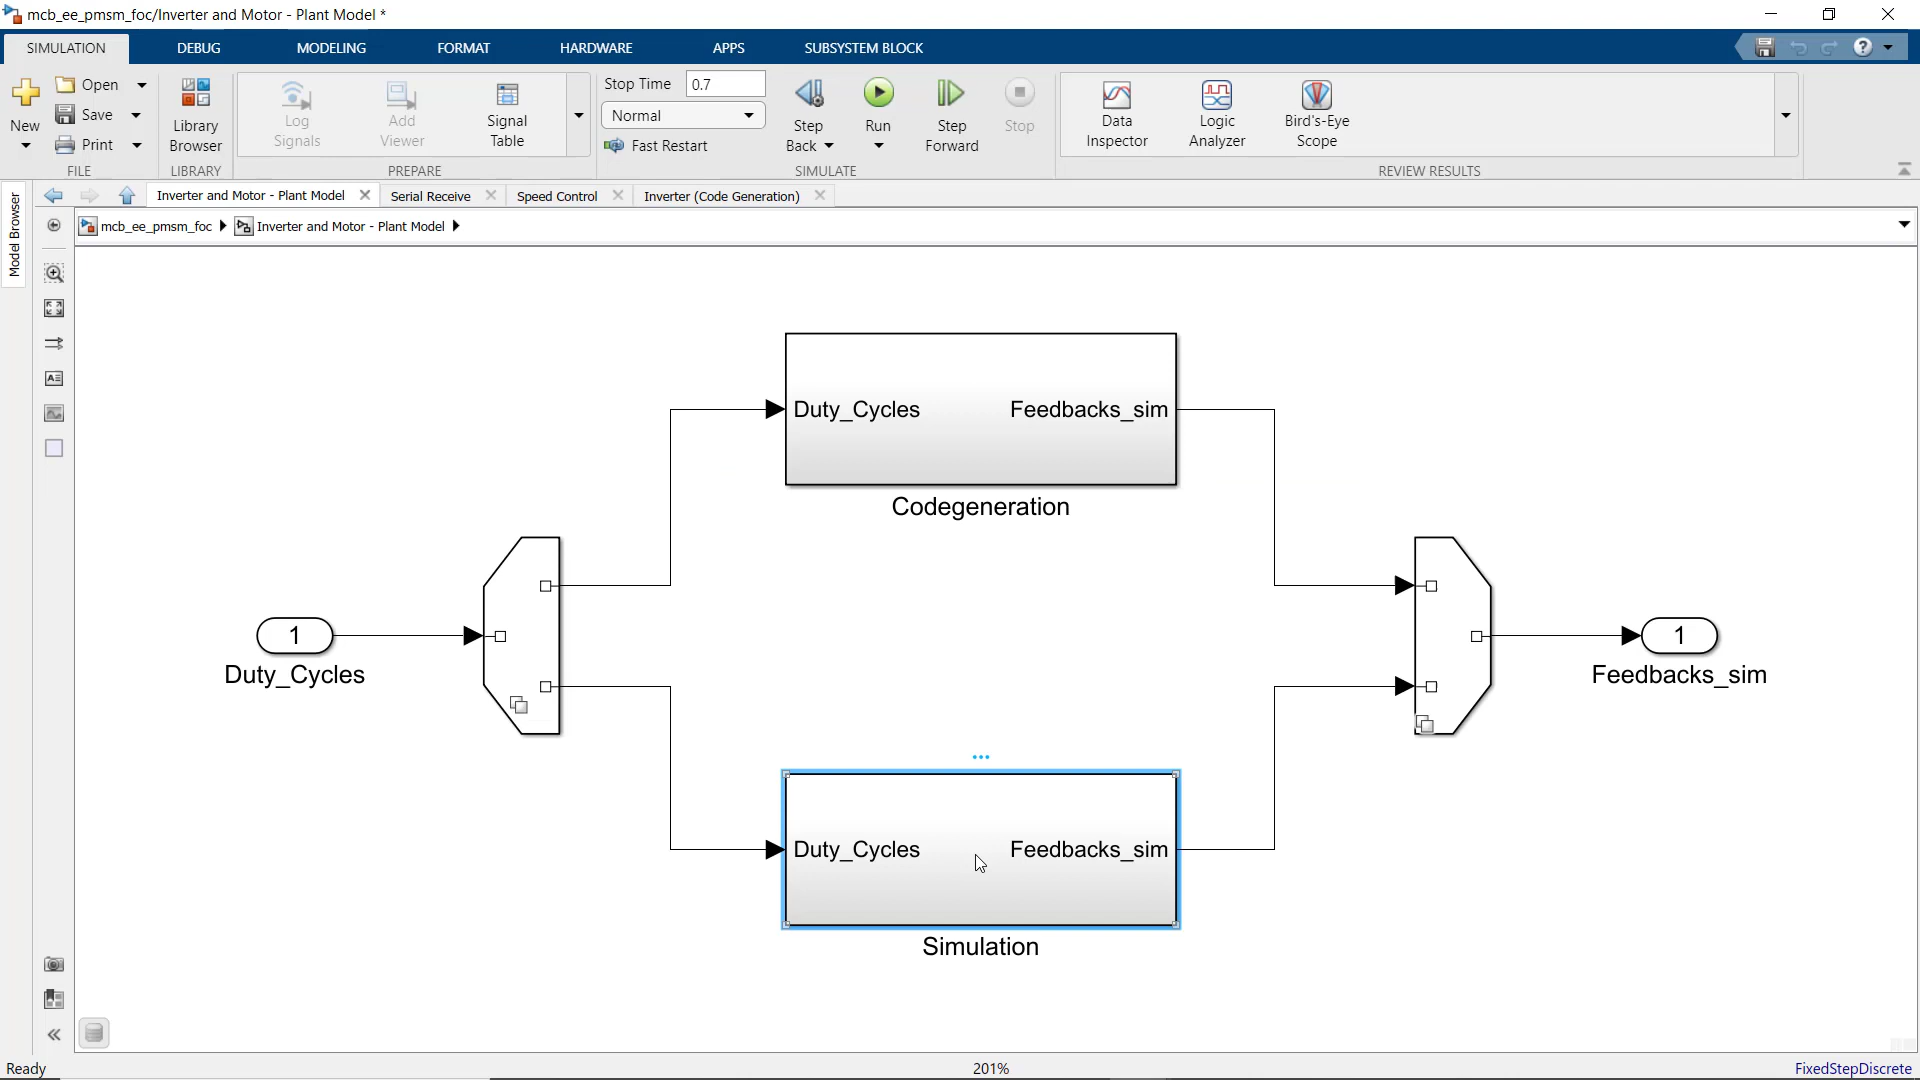 mcb_ee_pmsm_foc/Inverter and Motor - Plant Model *
SIMULATION DEBUG MODELING FORMAT HARDWARE APPS SUBSYSTEM BLOCK
New
Open
Save
Print
FILE
Library
Browser
LIBRARY
Log
Signals
Add
Viewer
Signal
Table
PREPARE
Stop Time 0.7
Normal
Fast Restart
Step
Back
Run
Step
Forward
Stop
SIMULATE
Data
Inspector
Logic
Analyzer
Bird's-Eye
Scope
REVIEW RESULTS
Model Browser
Inverter and Motor - Plant Model Serial Receive Speed Control Inverter (Code Generation)
mcb_ee_pmsm_foc Inverter and Motor - Plant Model
Duty_Cycles Feedbacks_sim
Codegeneration
1
Duty_Cycles
1
Feedbacks_sim
Duty_Cycles Feedbacks_sim
Simulation
Ready 201% FixedStepDiscrete